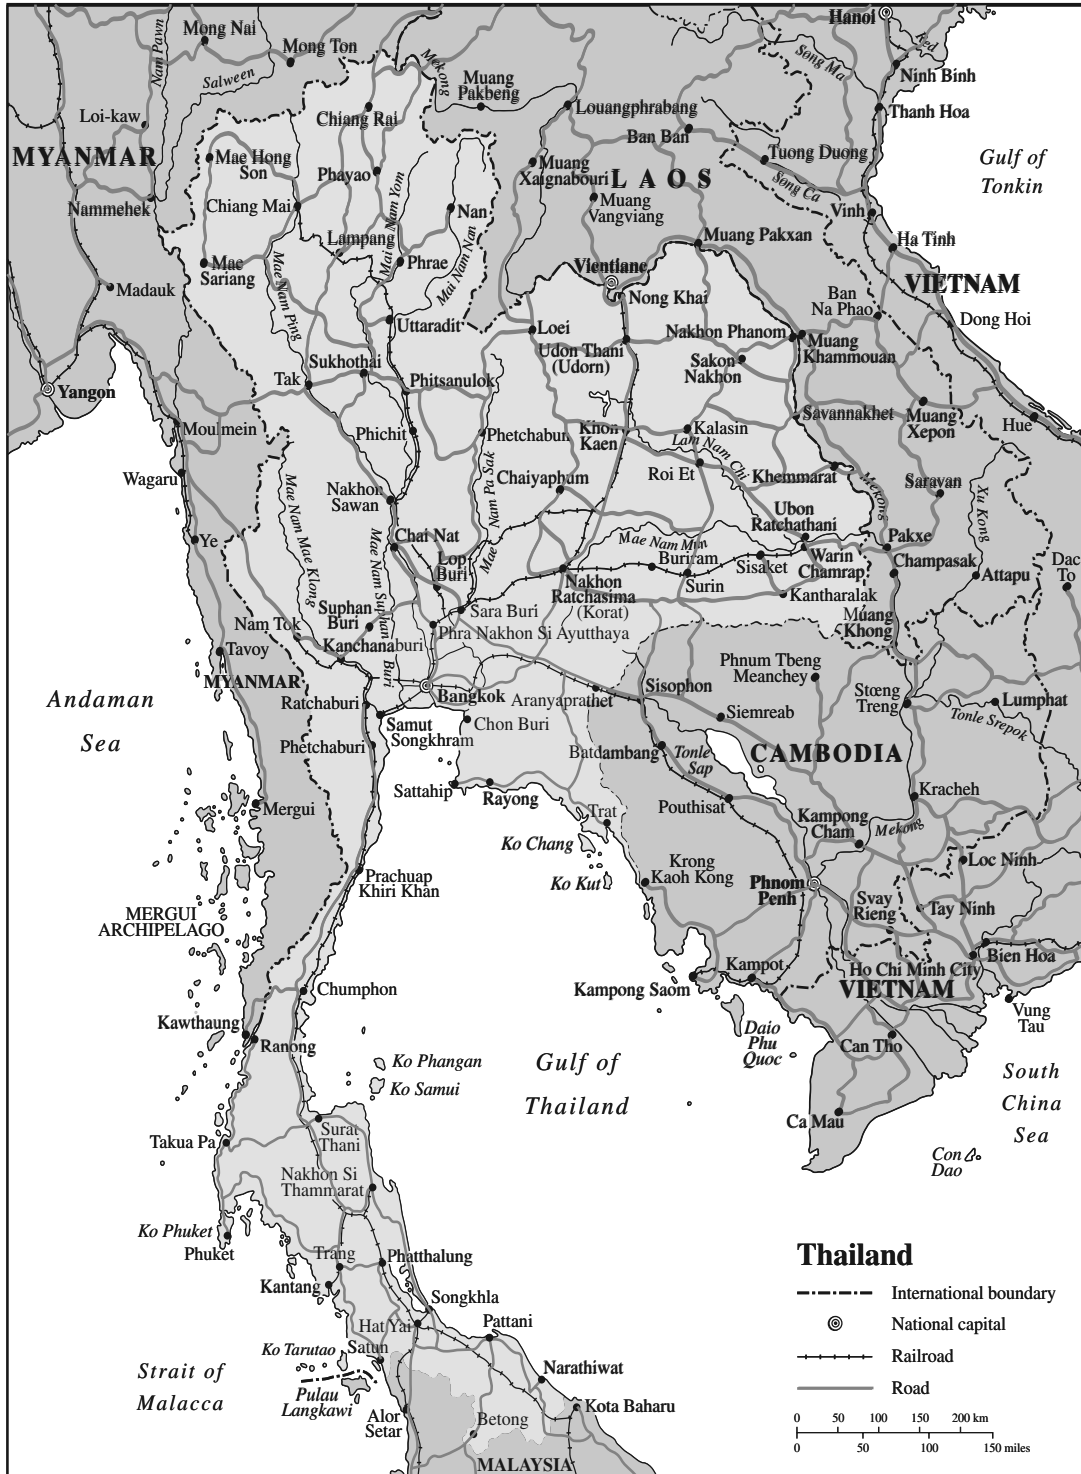 Hanoi
Mong Nai
Mong Ton
Nam Pawn
Salween
Mekong
Song Ma
Red
Ninh Binh
Muang
Pakbeng
Louangphrabang
Thanh Hoa
Loi-kaw
Chiang Rai
Ban Ban
MYANMAR
Mae Hong
Son
Phayao
Muang
Xaignabouri
LAOS
Tuong Duong
Song Ca
Gulf of
Tonkin
Nammehek
Chiang Mai
Nan
Muang
Vangviang
Vinh
Mai Nam Yom
Lampang
Phrae
Mai Nam Nan
Muang Pakxan
Ha Tinh
Mae
Sariang
Mae Nam Ping
Vientiane
VIETNAM
Madauk
Nong Khai
Ban
Na Phao
Uttaradit
Loei
Udon Thani
(Udorn)
Nakhon Phanom
Muang
Khammouan
Dong Hoi
Sukhothai
Sakon
Nakhon
Yangon
Tak
Phitsanulok
Savannakhet
Muang
Xepon
Hue
Moulmein
Phichit
Phetchabun
Khon
Kaen
Kalasin
Lam Nam Chi
Wagaru
Mae Nam Mae Klong
Nakhon
Sawan
Mae Nam Pa Sak
Chaiyaphum
Roi Et
Khemmarat
Mekong
Saravan
Xu Kong
Ubon
Ratchathani
Ye
Chai Nat
Mae Nam Mun
Pakxe
Mae Nam Suphan Buri
Lop
Buri
Buriram
Sisaket
Warin
Chamrap
Champasak
Attapu
Dac
To
Nakhon
Ratchasima
(Korat)
Surin
Kantharalak
Sara Buri
Suphan
Buri
Nam Tok
Phra Nakhon Si Ayutthaya
Muang
Khong
Kanchanaburi
Tavoy
MYANMAR
Phnum Tbeng
Meanchey
Bangkok
Aranyaprathet
Sisophon
Stœng
Treng
Lumphat
Andaman
Sea
Ratchaburi
Samut
Songkhram
Chon Buri
Siemreab
Tonle Srepok
Phetchaburi
Batdambang
Tonle
Sap
CAMBODIA
Mergui
Sattahip
Rayong
Trat
Pouthisat
Kracheh
Kampong
Cham
Mekong
Ko Chang
Prachuap
Khiri Khan
Ko Kut
Krong
Kaoh Kong
Phnom
Penh
Loc Ninh
Svay
Rieng
Tay Ninh
MERGUI
ARCHIPELAGO
Kampot
Ho Chi Minh City
Bien Hoa
Chumphon
Kampong Saom
VIETNAM
Vung
Tau
Kawthaung
Ranong
Daio
Phu
Quoc
Can Tho
Ko Phangan
Ko Samui
Gulf of
Thailand
South
China
Sea
Takua Pa
Surat
Thani
Ca Mau
Con
Dao
Nakhon Si
Thammarat
Ko Phuket
Phuket
Trang
Phatthalung
Kantang
Songkhla
Hat Yai
Pattani
Ko Tarutao
Satun
Strait of
Malacca
Narathiwat
Pulau
Langkawi
Alor
Setar
Betong
Kota Baharu
MALAYSIA
Thailand
International boundary
National capital
Railroad
Road
0 50 100 150 200 km
0 50 100 150 miles